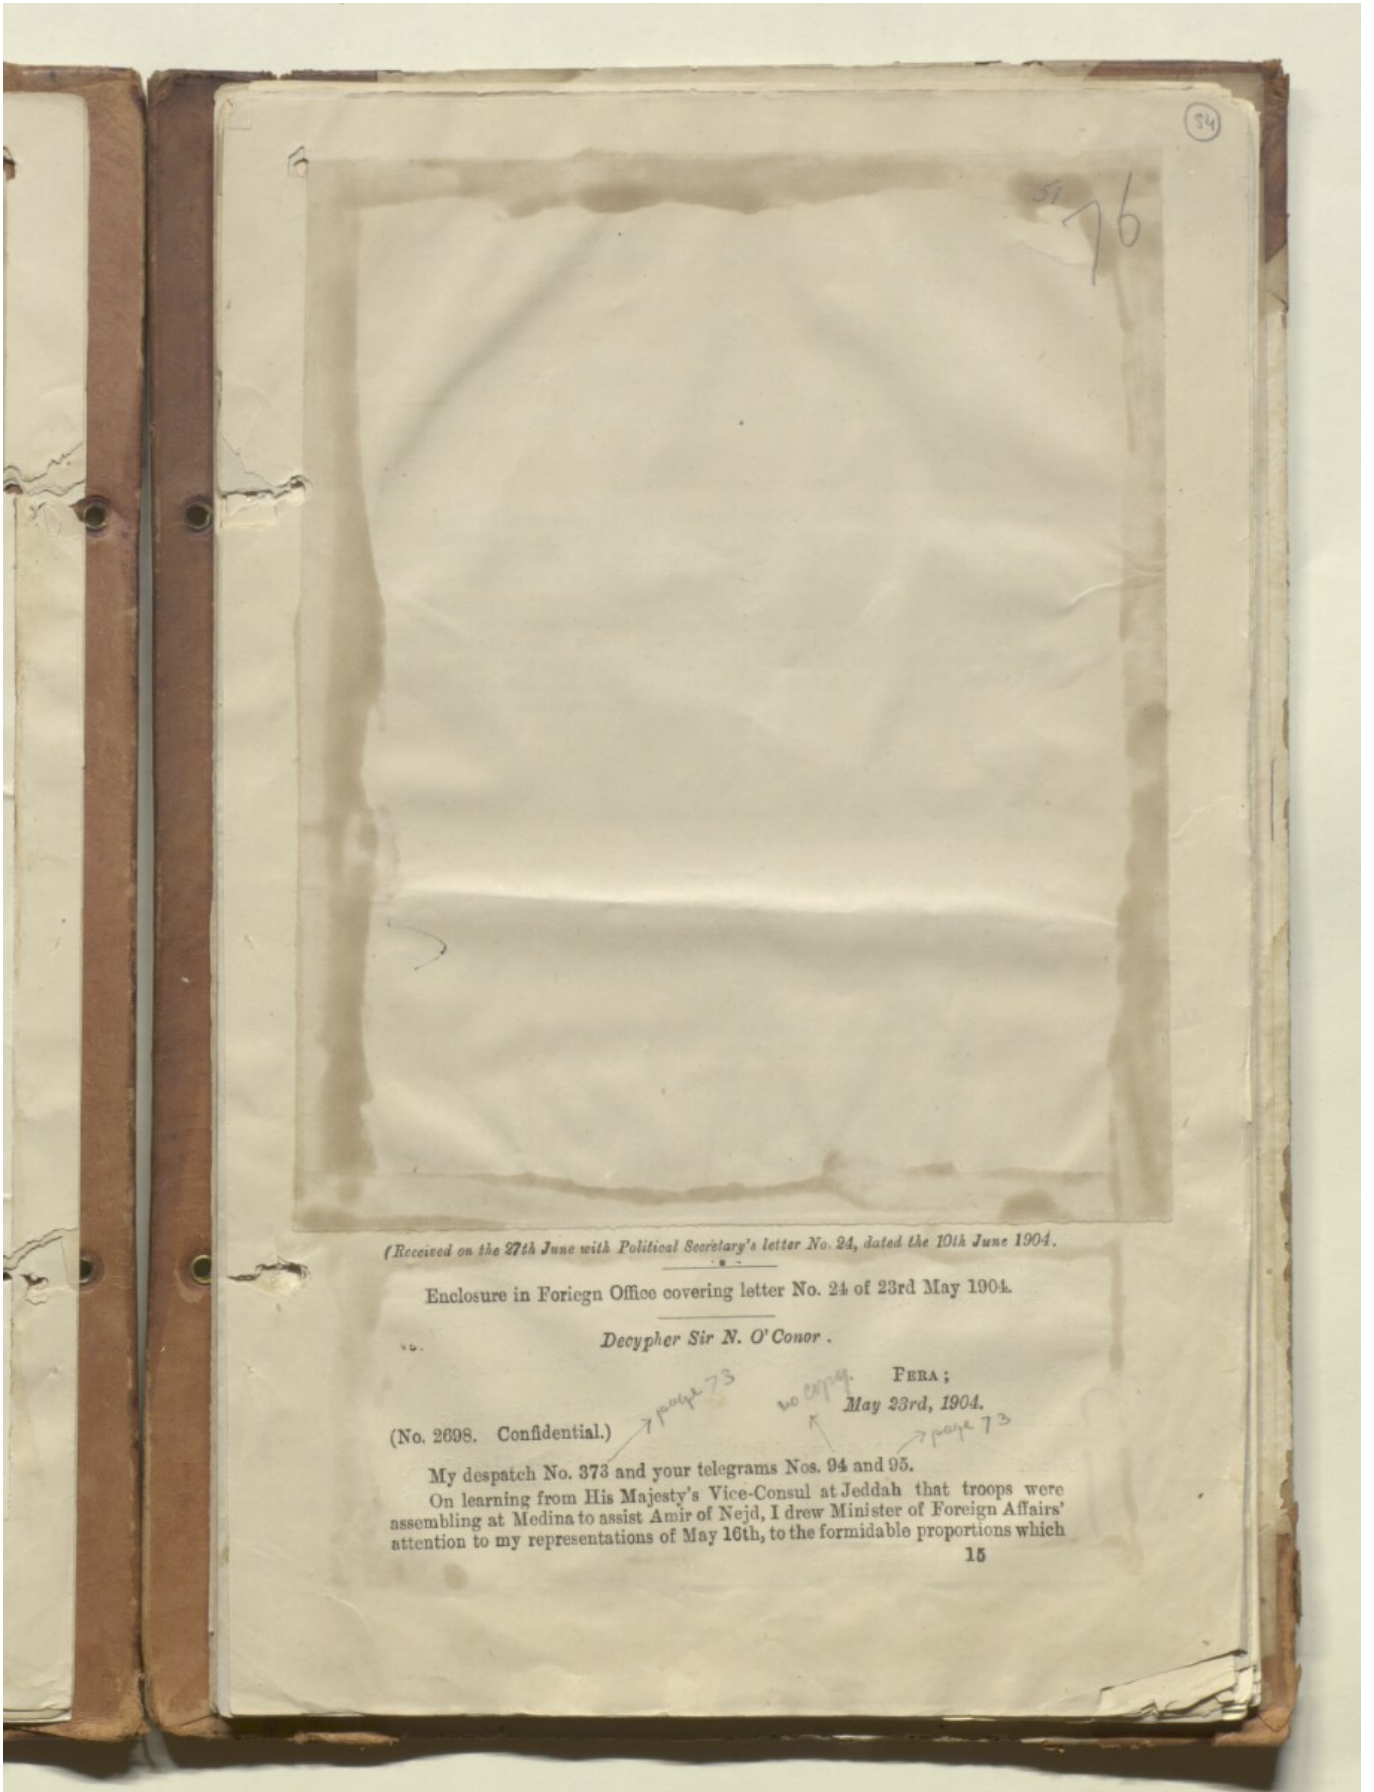 54
51
76
(Received on the 27th June with Political Secretary's letter No. 24, dated the 10th June 1904.
Enclosure in Foriegn Office covering letter No. 24 of 23rd May 1904.
Decypher Sir N. O'Conor.
page 73
no copy.
PERA;
May 23rd, 1904.
page 73
(No. 2698. Confidential.)
My despatch No. 373 and your telegrams Nos. 94 and 95.
On learning from His Majesty's Vice-Consul at Jeddah that troops were
assembling at Medina to assist Amir of Nejd, I drew Minister of Foreign Affairs'
attention to my representations of May 16th, to the formidable proportions which
15